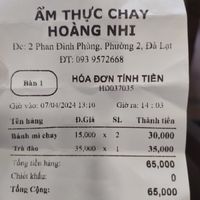 ẨM THỰC CHAY
HOÀNG NHI
Dc: 2 Phan Đình Phùng, Phường 2, Đà Lạt
ĐT: 093 9572668
Bàn 1
HÓA ĐƠN TÍNH TIỀN
HD037035
Giờ vào : 07/04/2024 13:10
Giờ ra : 14 : 03
Tên hàng Đ.Giá SL Thành tiền
Bánh mì chay 15,000 x 2 30,000
Trà đào 35,000 x 1 35,000
Tổng tiền hàng: 65,000
Chiết khấu: 0
Tổng Cộng: 65,000